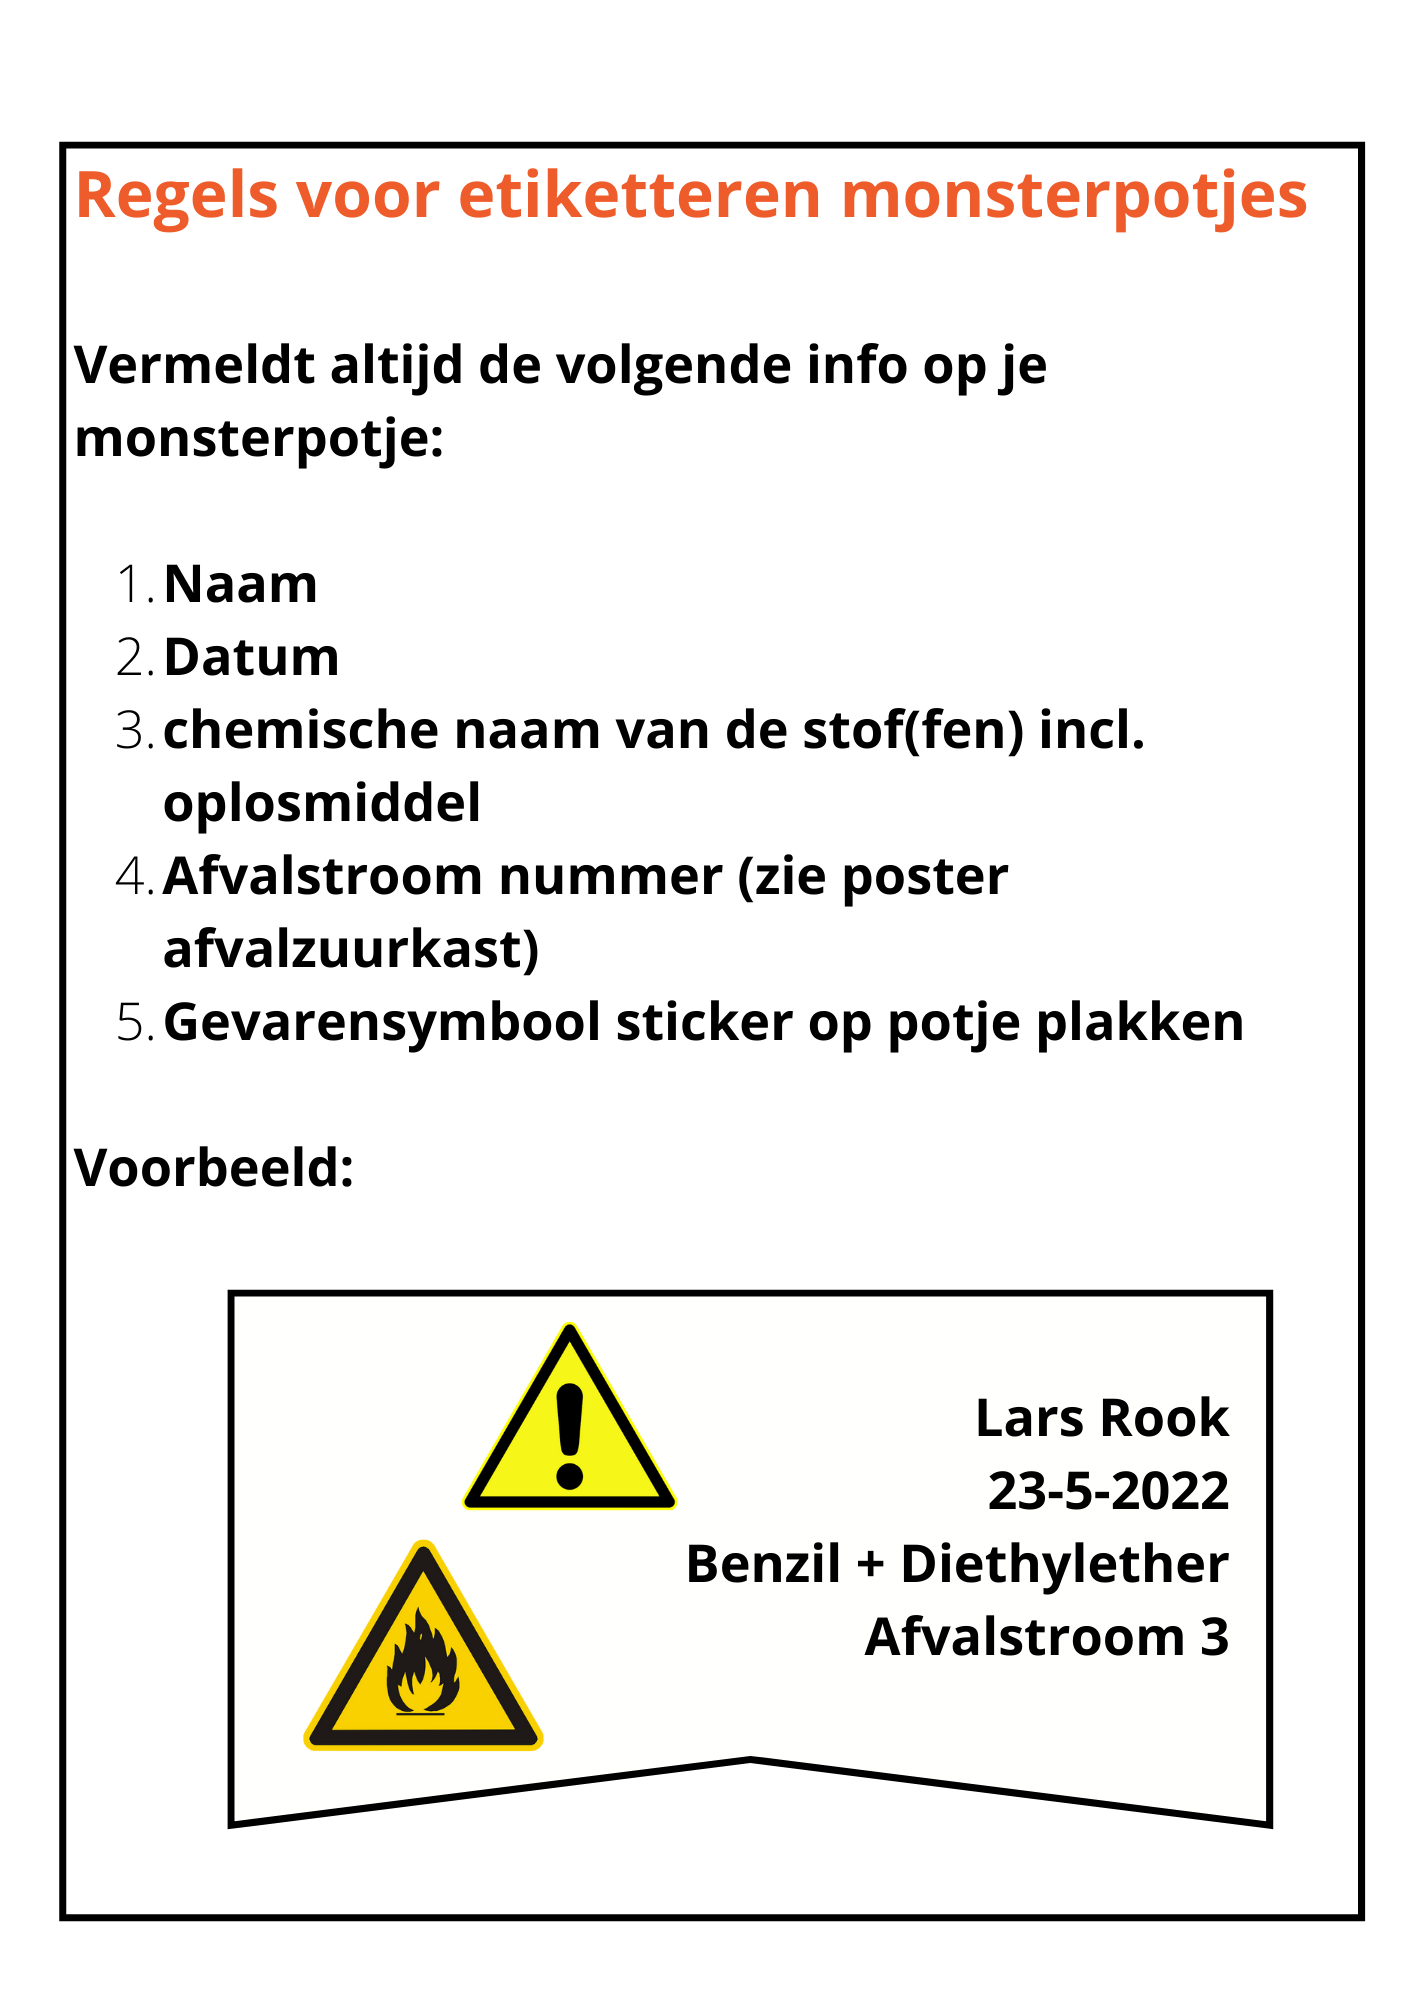 Regels voor etiketteren monsterpotjes
Vermeldt altijd de volgende info op je
monsterpotje:
1. Naam
2. Datum
3. chemische naam van de stof(fen) incl.
oplosmiddel
4. Afvalstroom nummer (zie poster
afvalzuurkast)
5. Gevarensymbool sticker op potje plakken
Voorbeeld:
Lars Rook
23-5-2022
Benzil + Diethylether
Afvalstroom 3